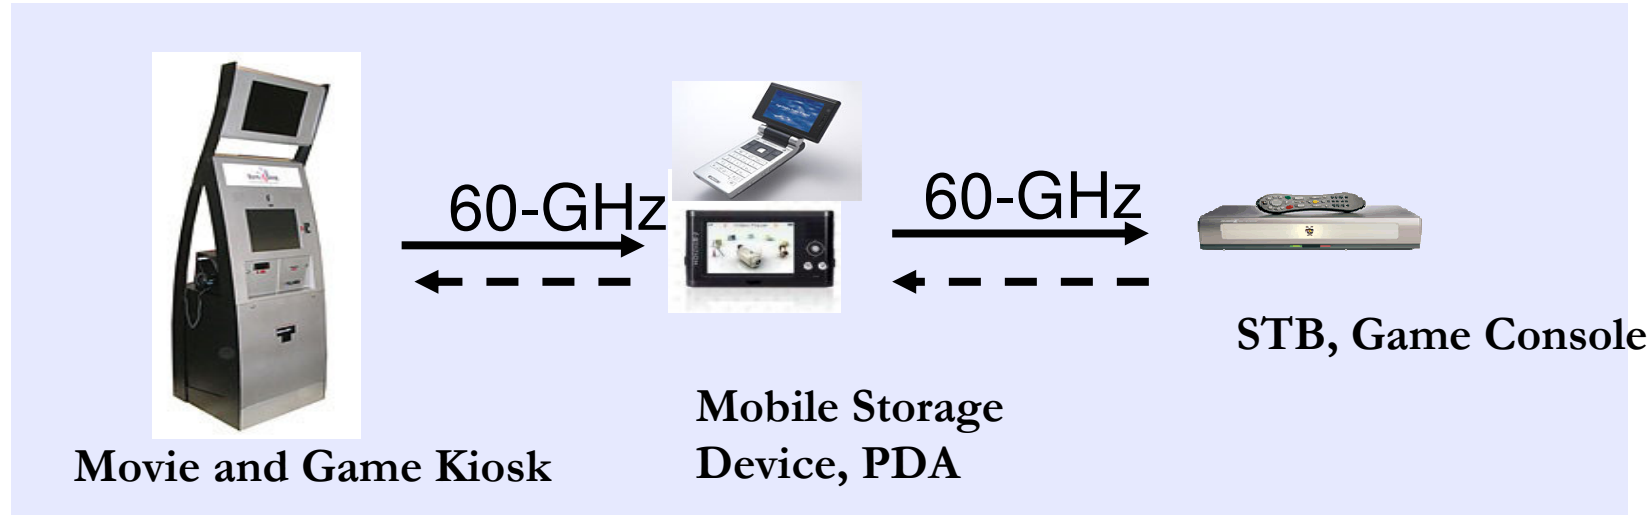 60-GHz
60-GHz
STB, Game Console
Mobile Storage
Device, PDA
Movie and Game Kiosk